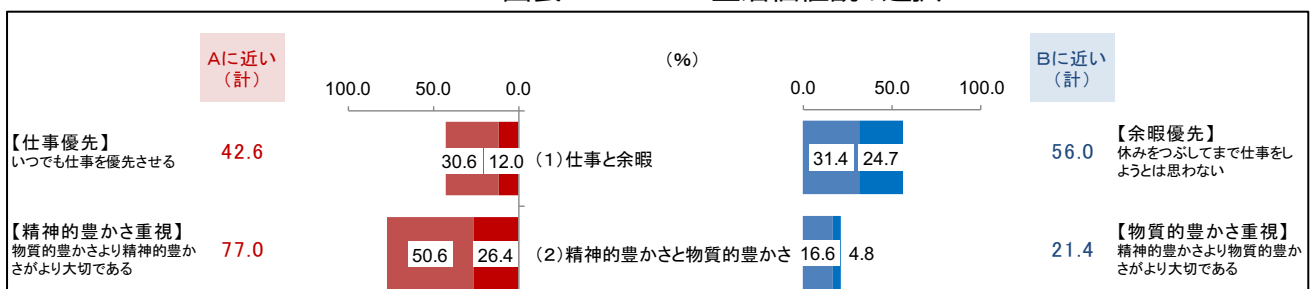 Aに近い
(計)
(%)
Bに近い
(計)
100.0 50.0 0.0
0.0 50.0 100.0
【仕事優先】
いつでも仕事を優先させる
42.6
30.6 12.0
(1)仕事と余暇
31.4 24.7
56.0
【余暇優先】
休みをつぶしてまで仕事をし
ようとは思わない
【精神的豊かさ重視】
物質的豊かさより精神的豊か
さがより大切である
77.0
50.6 26.4
(2)精神的豊かさと物質的豊かさ
16.6 4.8
21.4
【物質的豊かさ重視】
精神的豊かさより物質的豊か
さがより大切である